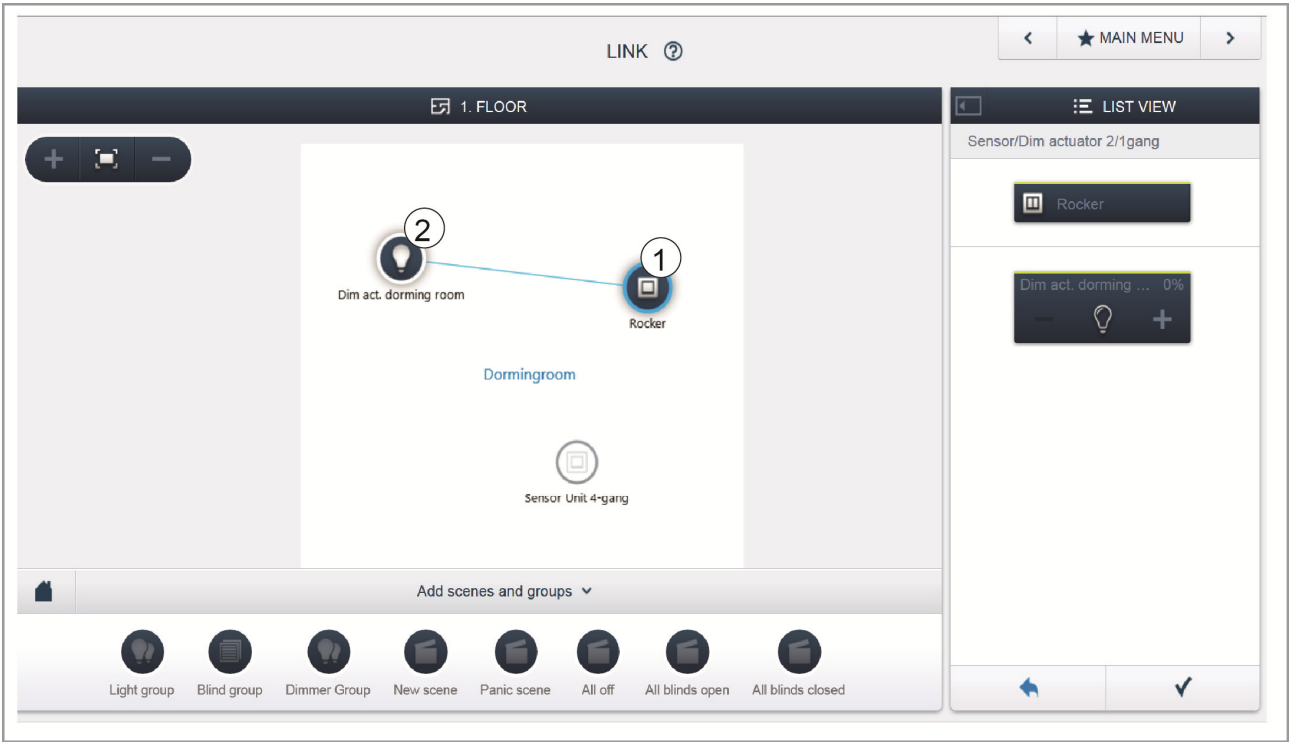 LINK ?
MAIN MENU
1. FLOOR
LIST VIEW
Sensor/Dim actuator 2/1gang
Rocker
2
1
Dim act. dorming room
Rocker
Dim act. dorming ... 0%
Dormingroom
Sensor Unit 4-gang
Add scenes and groups
Light group
Blind group
Dimmer Group
New scene
Panic scene
All off
All blinds open
All blinds closed